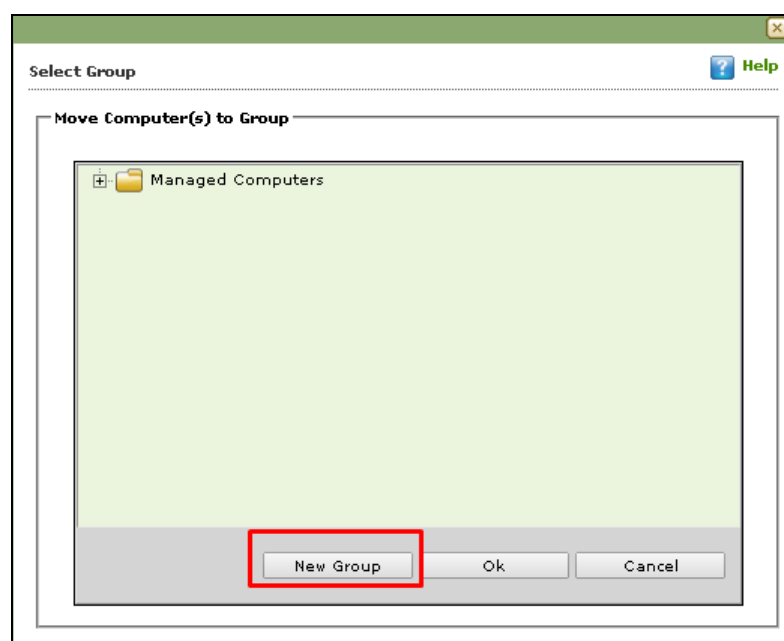 Select Group
? Help
Move Computer(s) to Group
Managed Computers
New Group Ok Cancel